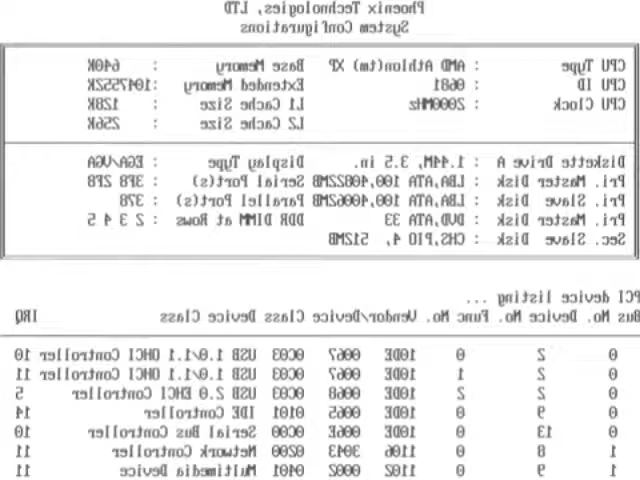 Phoenix Technologies, LTD
System Configurations
CPU Type : AMD Athlon(tm) XP Base Memory : 640K
CPU ID : 0681 Extended Memory :1047552K
CPU Clock : 2000MHz L1 Cache Size : 128K
L2 Cache Size : 256K
Diskette Drive A : 1.44M, 3.5 in. Display Type : EGA/VGA
Pri. Master Disk : LBA,ATA 100,40822MB Serial Port(s) : 3F8 2F8
Pri. Slave Disk : LBA,ATA 100,40062MB Parallel Port(s) : 378
Pri. Master Disk : DVD,ATA 33 DDR DIMM at Rows : 2 3 4 5
Sec. Slave Disk : CHS,PIO 4, 512MB
PCI device listing ...
Bus No. Device No. Func No. Vendor/Device Class Device Class IRQ
0 2 0 10DE 0067 0C03 USB 1.0/1.1 OHCI Controller 10
0 2 1 10DE 0067 0C03 USB 1.0/1.1 OHCI Controller 11
0 2 2 10DE 0068 0C03 USB 2.0 EHCI Controller 5
0 9 0 10DE 0065 0101 IDE Controller 14
0 13 0 10DE 006E 0C00 Serial Bus Controller 10
1 8 0 1106 3043 0200 Network Controller 11
1 9 0 1102 0002 0401 Multimedia Device 11